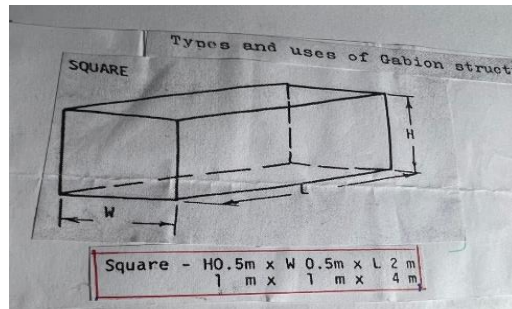 Types and uses of Gabion struct
SQUARE
H
L
W
Square - H0.5m x W 0.5m x L 2 m
1 m x 1 m x 4 m